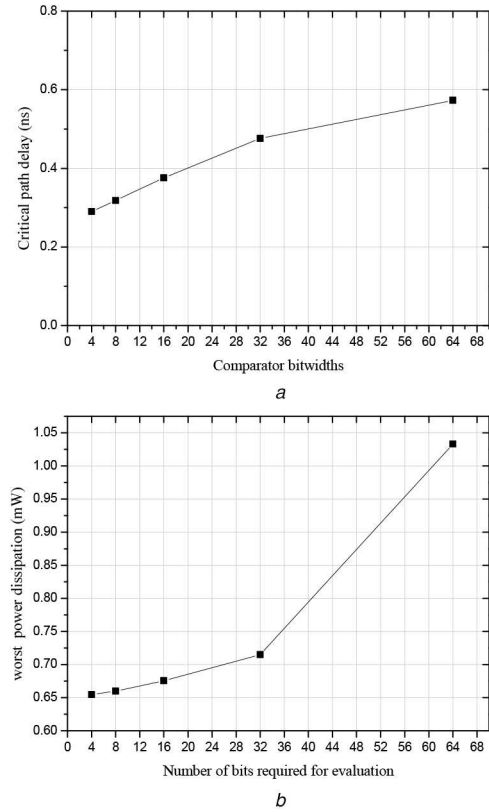 0.8
0.6
0.4
0.2
0.0
Critical path delay (ns)
0 4 8 12 16 20 24 28 32 36 40 44 48 52 56 60 64 68
Comparator bitwidths
a
1.05
1.00
0.95
0.90
0.85
0.80
0.75
0.70
0.65
0.60
worst power dissipation (mW)
0 4 8 12 16 20 24 28 32 36 40 44 48 52 56 60 64 68
Number of bits required for evaluation
b